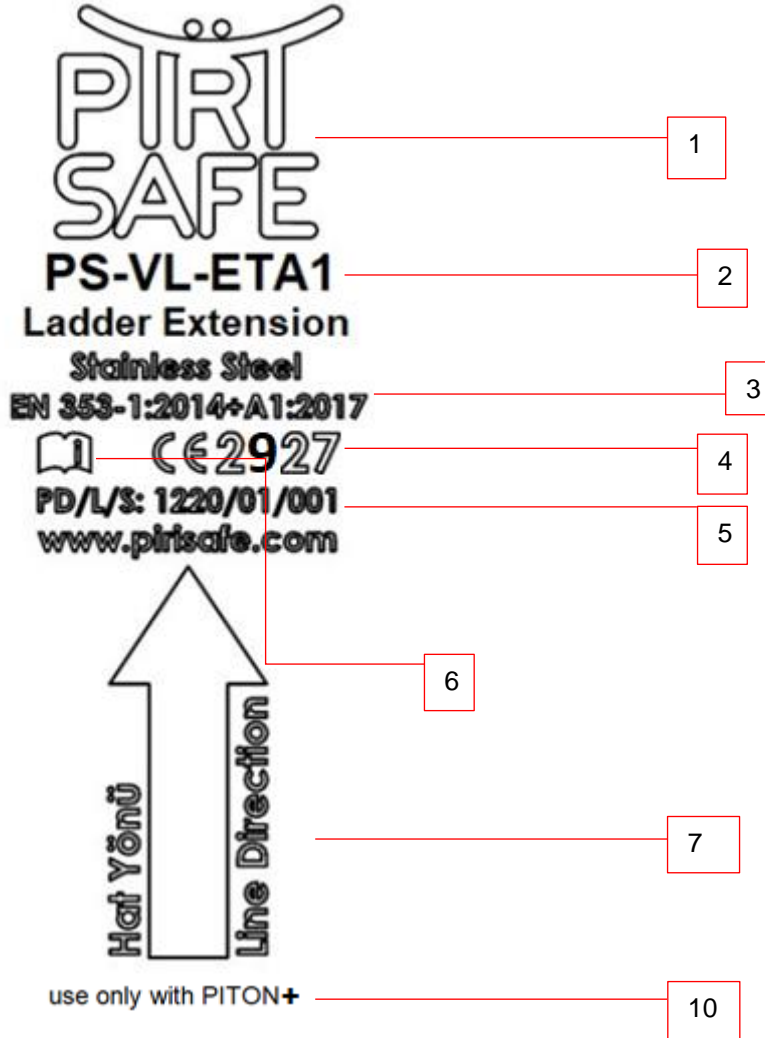 PİRİ
SAFE
1
PS-VL-ETA1
2
Ladder Extension
Stainless Steel
EN 353-1:2014+A1:2017
3
i CE 2927
4
PD/L/S: 1220/01/001
5
www.pirisafe.com
6
Hat Yönü
Line Direction
7
use only with PITON+
10